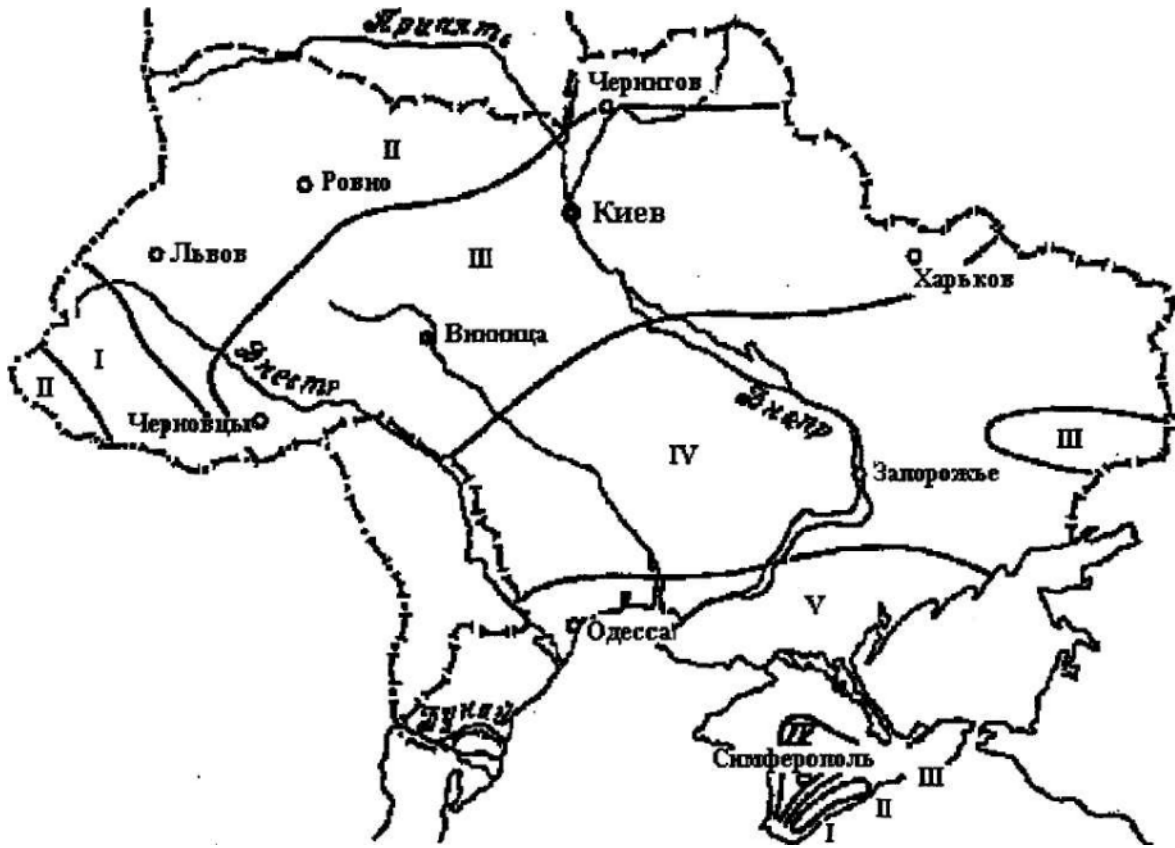 Припять
Чернигов
II
Ровно
Киев
Львов
III
Харьков
Винница
I
Днестр
II
Днепр
Черновцы
III
IV
Запорожье
V
Одесса
Дунай
IV
Симферополь
III
II
I